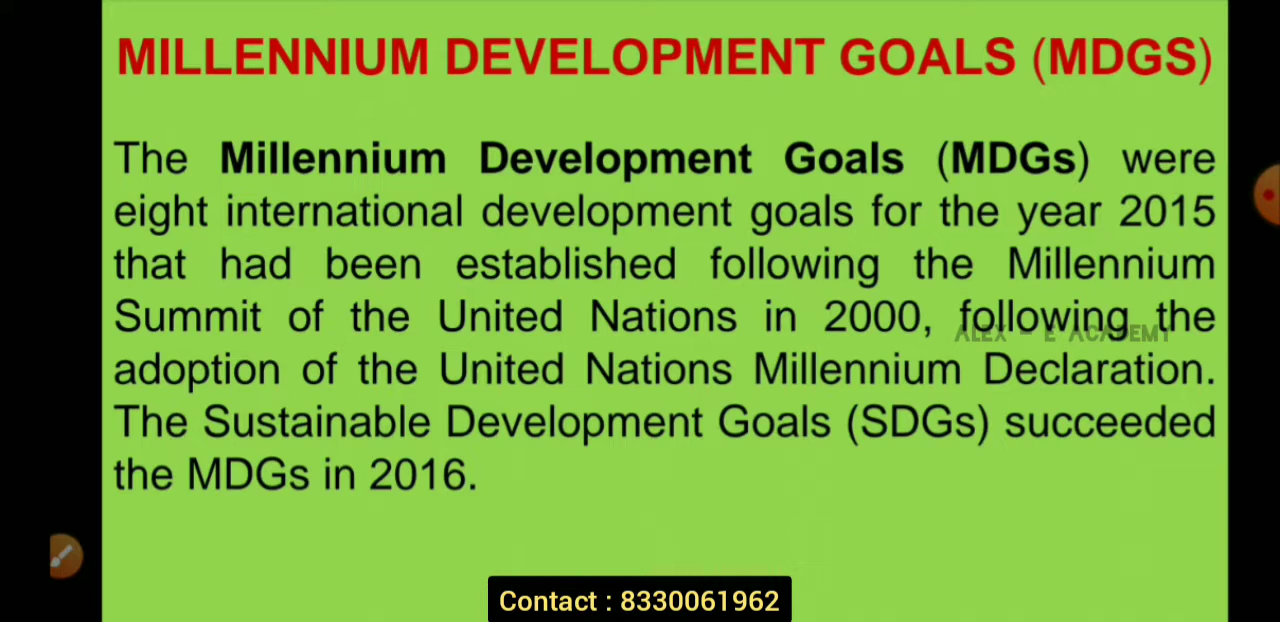 MILLENNIUM DEVELOPMENT GOALS (MDGS)
The Millennium Development Goals (MDGs) were
eight international development goals for the year 2015
that had been established following the Millennium
Summit of the United Nations in 2000, following the
ALEX - E ACADEMY
adoption of the United Nations Millennium Declaration.
The Sustainable Development Goals (SDGs) succeeded
the MDGs in 2016.
Contact : 8330061962